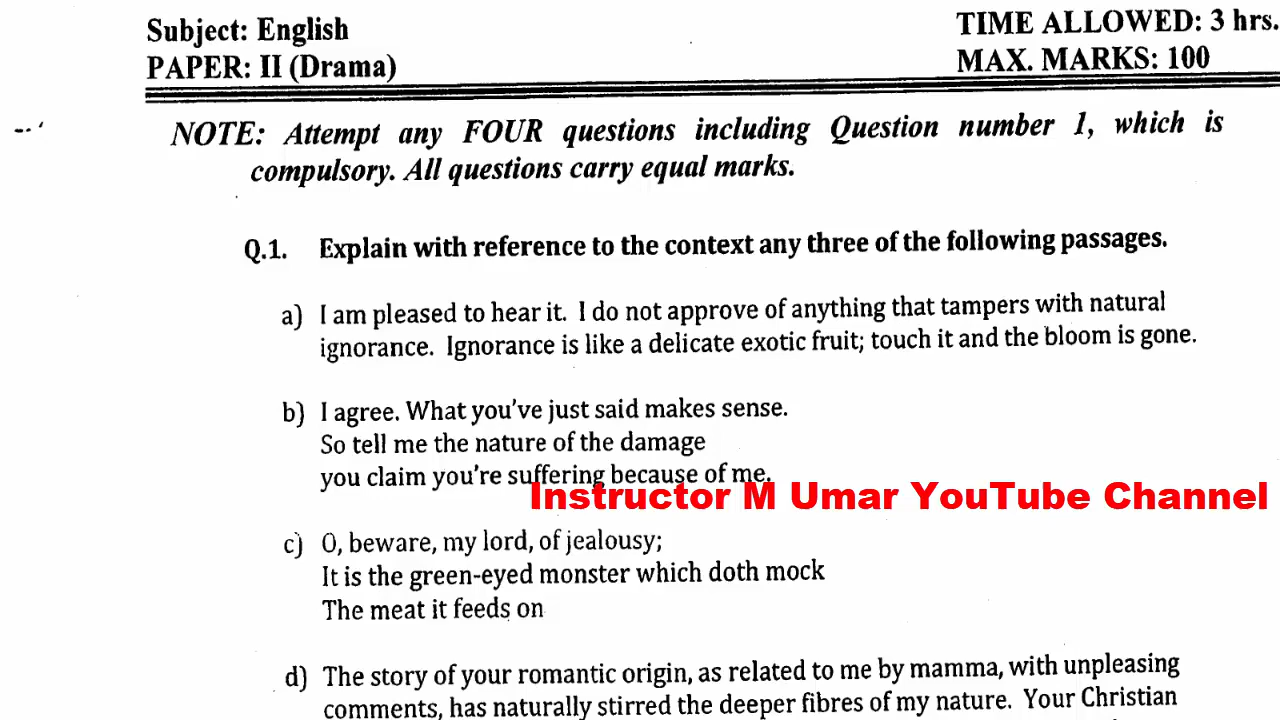 Subject: English
TIME ALLOWED: 3 hrs.
PAPER: II (Drama)
MAX. MARKS: 100
NOTE: Attempt any FOUR questions including Question number 1, which is
compulsory. All questions carry equal marks.
Q.1. Explain with reference to the context any three of the following passages.
a) I am pleased to hear it. I do not approve of anything that tampers with natural
ignorance. Ignorance is like a delicate exotic fruit; touch it and the bloom is gone.
b) I agree. What you've just said makes sense.
So tell me the nature of the damage
you claim you're suffering because of me.
Instructor M Umar YouTube Channel
c) O, beware, my lord, of jealousy;
It is the green-eyed monster which doth mock
The meat it feeds on
d) The story of your romantic origin, as related to me by mamma, with unpleasing
comments, has naturally stirred the deeper fibres of my nature. Your Christian